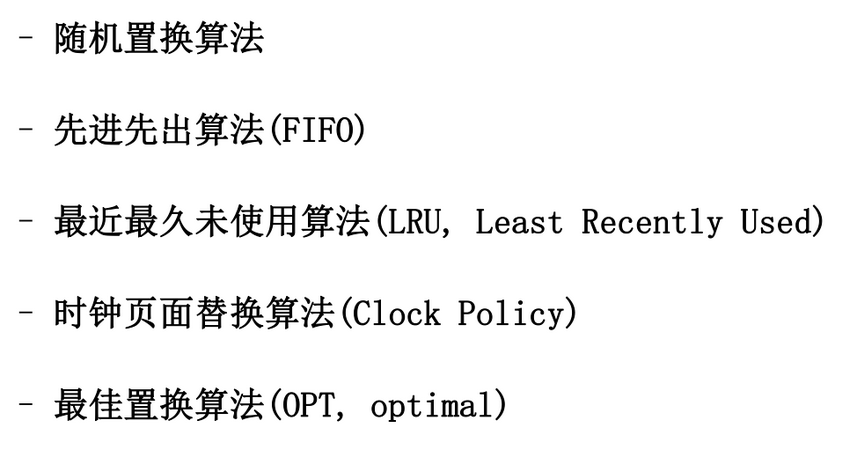 - 随机置换算法
- 先进先出算法(FIFO)
- 最近最久未使用算法(LRU, Least Recently Used)
- 时钟页面替换算法(Clock Policy)
- 最佳置换算法(OPT, optimal)